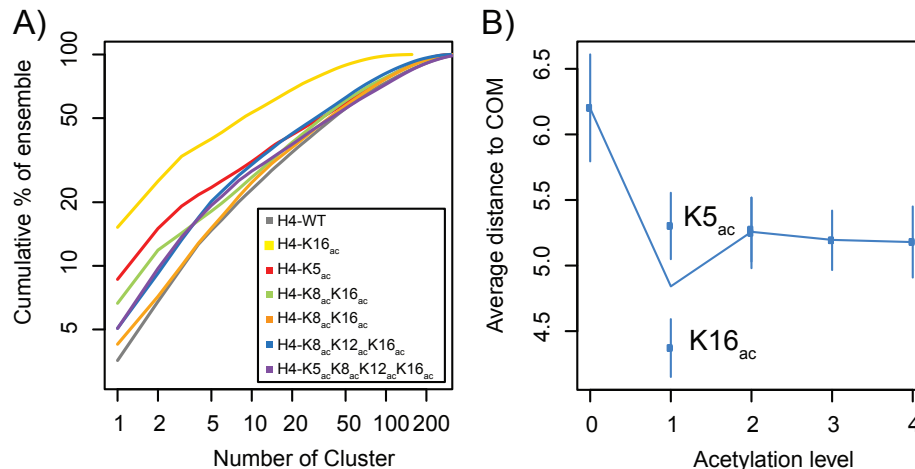 A)
Cumulative % of ensemble
100
50
20
10
5
H4-WT
H4-K16ac
H4-K5ac
H4-K8acK16ac
H4-K8acK16ac
H4-K8acK12acK16ac
H4-K5acK8acK12acK16ac
1 2 5 10 20 50 100 200
Number of Cluster
B)
Average distance to COM
6.5
6.0
5.5
5.0
4.5
K5ac
K16ac
0 1 2 3 4
Acetylation level